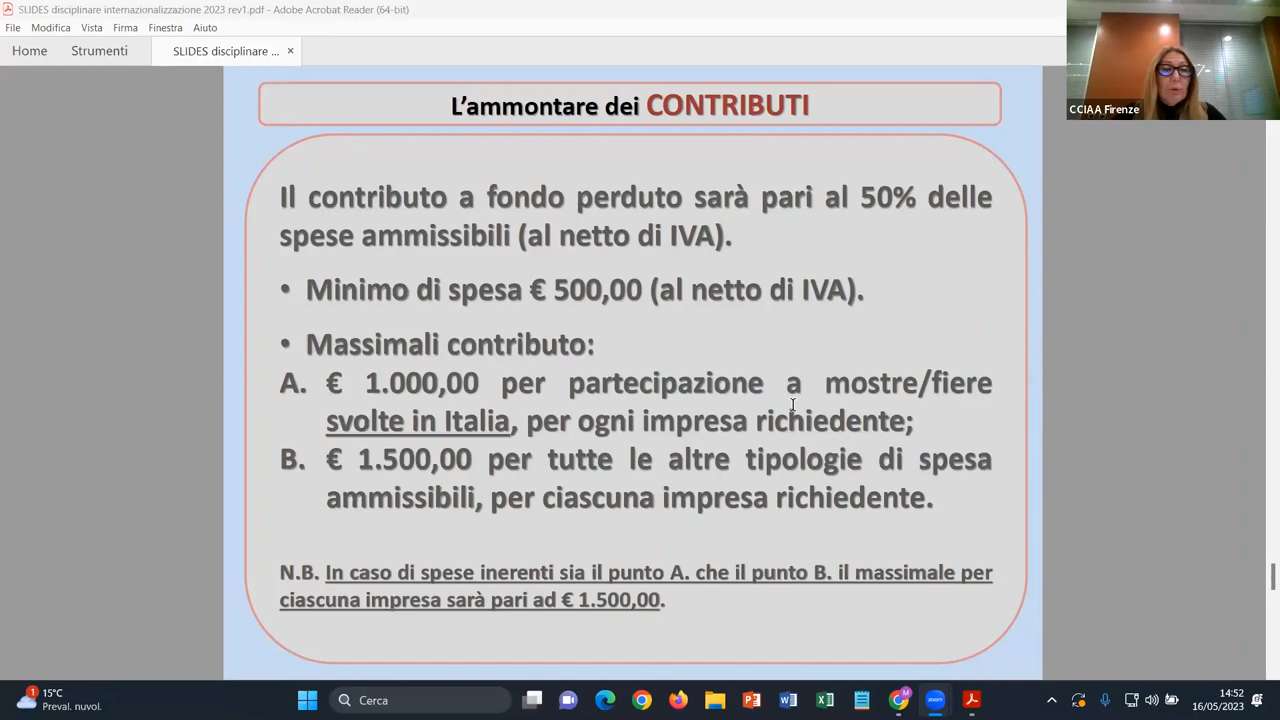 SLIDES disciplinare internazionalizzazione 2023 rev1.pdf - Adobe Acrobat Reader (64-bit)
File Modifica Vista Firma Finestra Aiuto
Home Strumenti SLIDES disciplinare ... ×
CCIAA Firenze
L’ammontare dei CONTRIBUTI
Il contributo a fondo perduto sarà pari al 50% delle
spese ammissibili (al netto di IVA).
• Minimo di spesa € 500,00 (al netto di IVA).
• Massimali contributo:
A. € 1.000,00 per partecipazione a mostre/fiere
svolte in Italia, per ogni impresa richiedente;
B. € 1.500,00 per tutte le altre tipologie di spesa
ammissibili, per ciascuna impresa richiedente.
N.B. In caso di spese inerenti sia il punto A. che il punto B. il massimale per
ciascuna impresa sarà pari ad € 1.500,00.
1 15°C
Preval. nuvol.
Cerca
14:52
16/05/2023